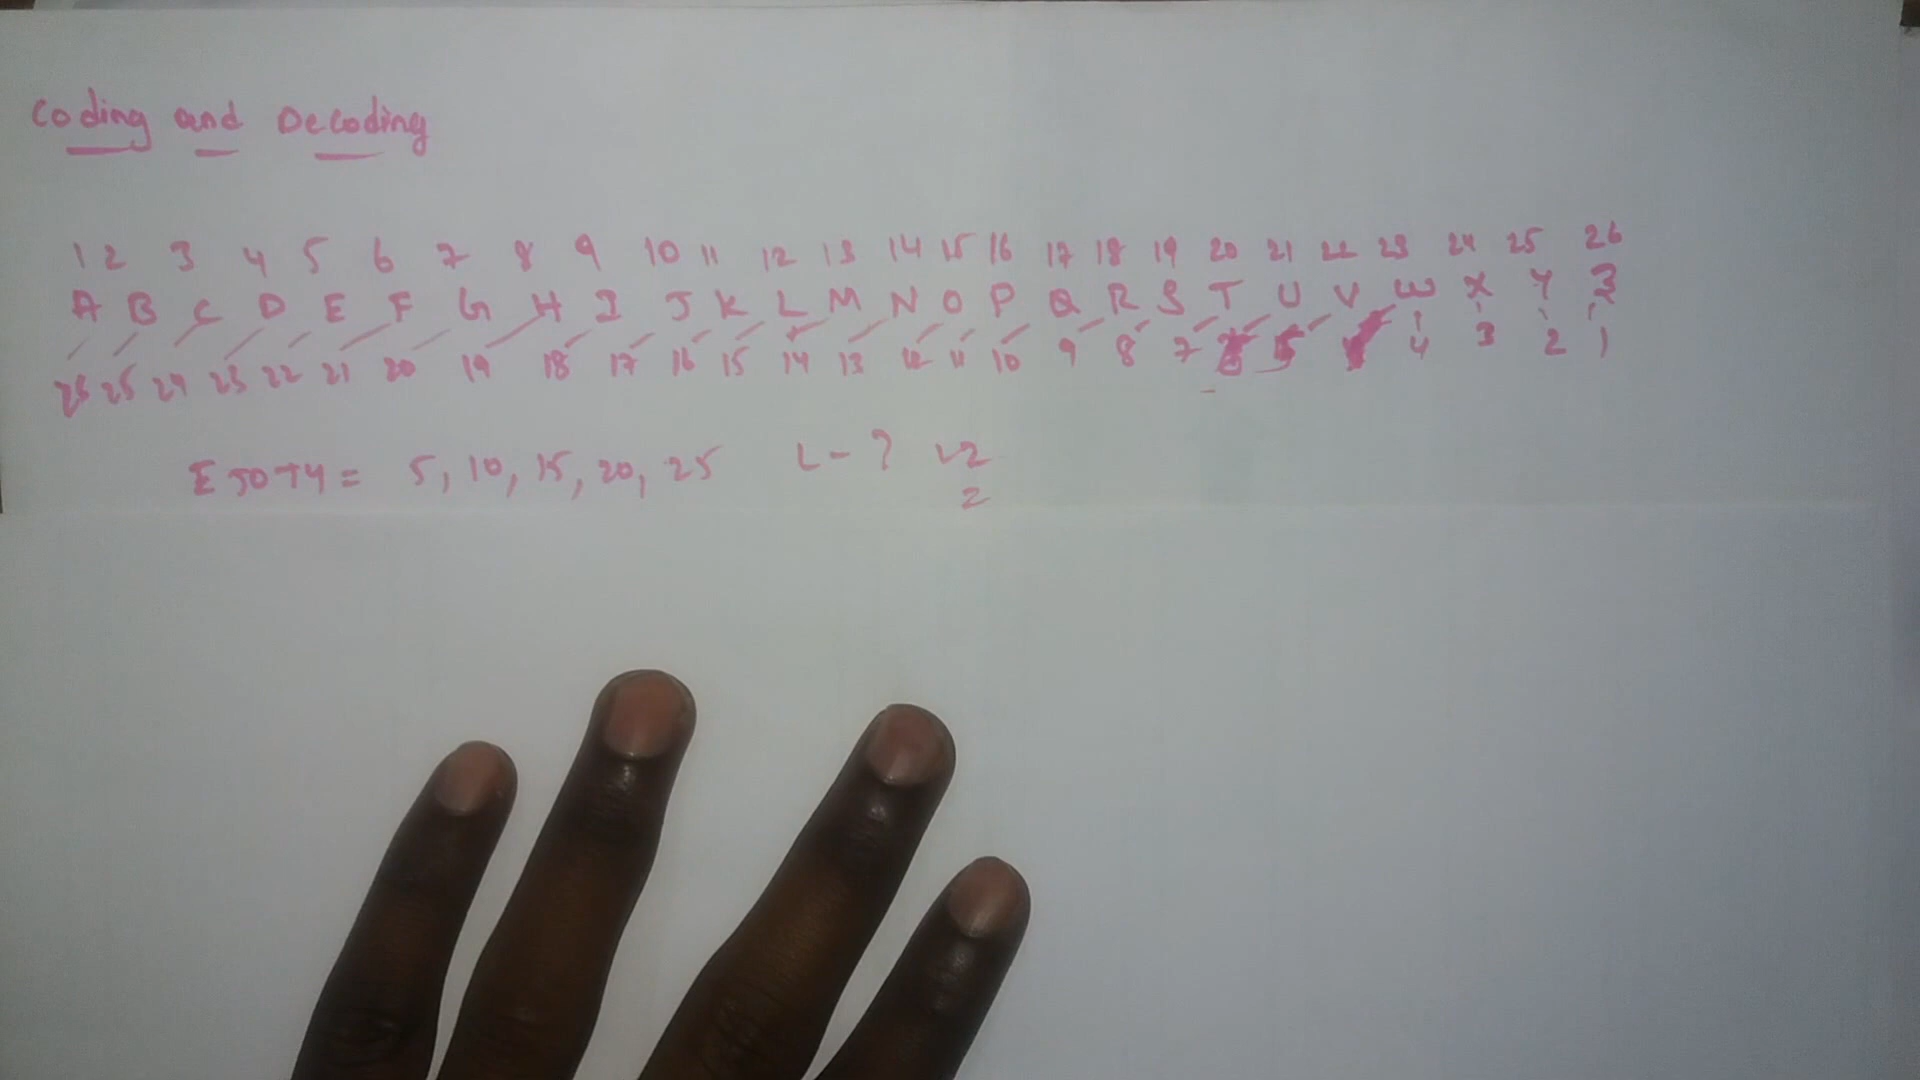 Coding and Decoding
1 2 3 4 5 6 7 8 9 10 11 12 13 14 15 16 17 18 19 20 21 22 23 24 25 26
A B C D E F G H I J K L M N O P Q R S T U V W X Y Z
26 25 24 23 22 21 20 19 18 17 16 15 14 13 12 11 10 9 8 7 6 5 4 3 2 1
EJOTY = 5, 10, 15, 20, 25 L - ?
2